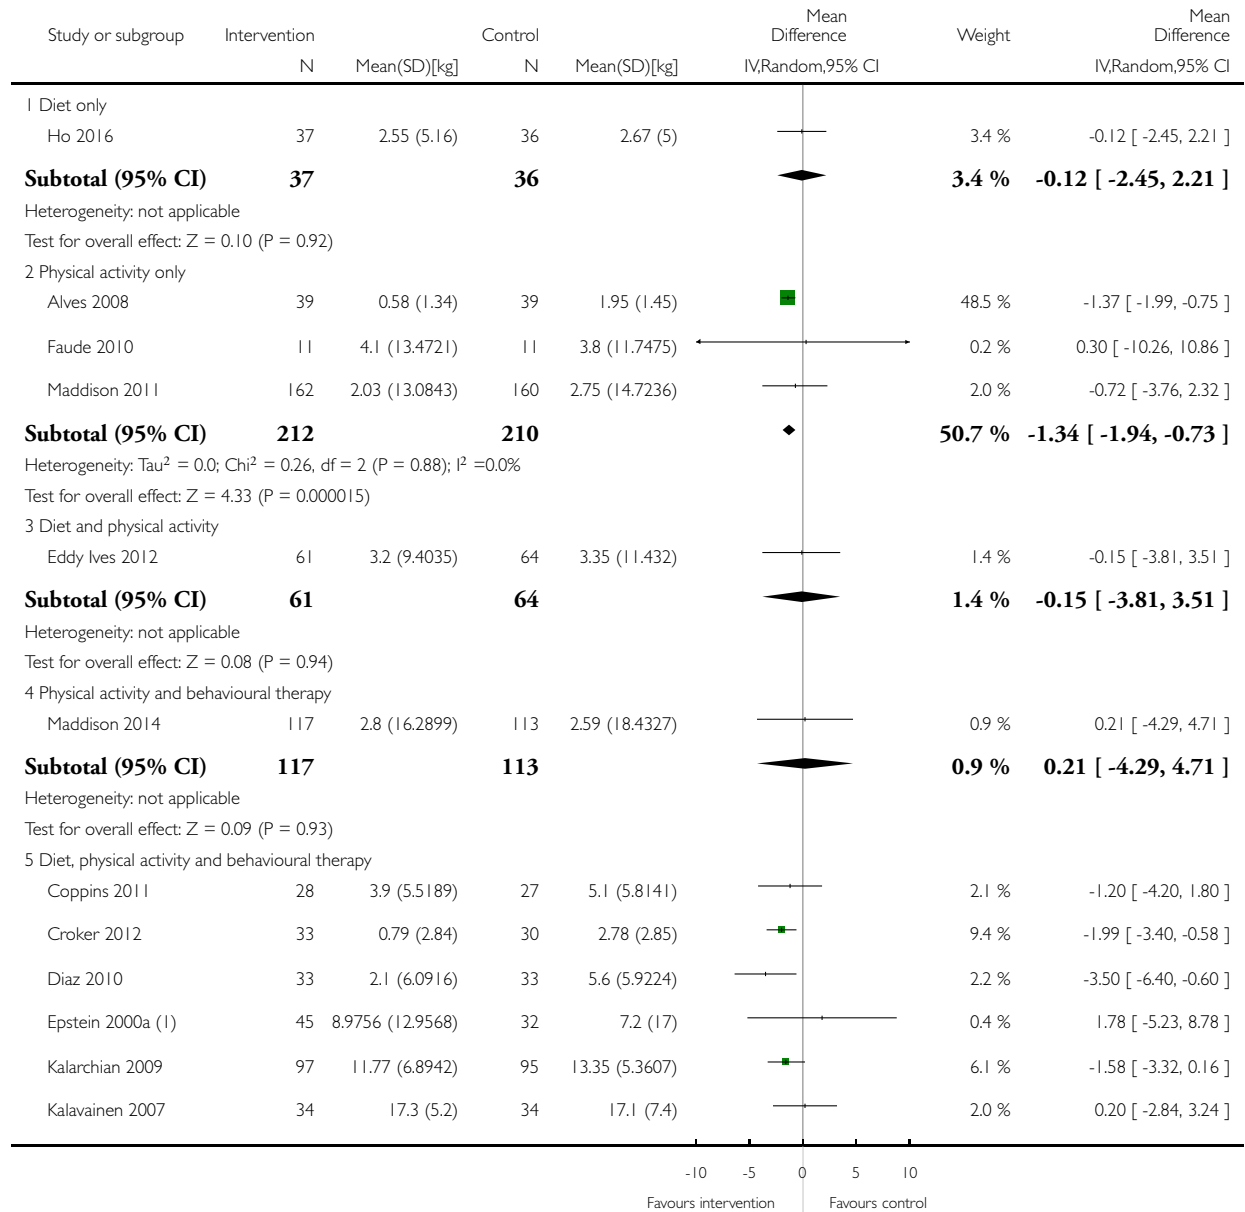 Study or subgroup Intervention Control Mean Difference Weight Mean Difference
N Mean(SD)[kg] N Mean(SD)[kg] IV,Random,95% CI IV,Random,95% CI
1 Diet only
Ho 2016 37 2.55 (5.16) 36 2.67 (5) 3.4 % -0.12 [ -2.45, 2.21 ]
Subtotal (95% CI) 37 36 3.4 % -0.12 [ -2.45, 2.21 ]
Heterogeneity: not applicable
Test for overall effect: Z = 0.10 (P = 0.92)
2 Physical activity only
Alves 2008 39 0.58 (1.34) 39 1.95 (1.45) 48.5 % -1.37 [ -1.99, -0.75 ]
Faude 2010 11 4.1 (13.4721) 11 3.8 (11.7475) 0.2 % 0.30 [ -10.26, 10.86 ]
Maddison 2011 162 2.03 (13.0843) 160 2.75 (14.7236) 2.0 % -0.72 [ -3.76, 2.32 ]
Subtotal (95% CI) 212 210 50.7 % -1.34 [ -1.94, -0.73 ]
Heterogeneity: Tau² = 0.0; Chi² = 0.26, df = 2 (P = 0.88); I² =0.0%
Test for overall effect: Z = 4.33 (P = 0.000015)
3 Diet and physical activity
Eddy Ives 2012 61 3.2 (9.4035) 64 3.35 (11.432) 1.4 % -0.15 [ -3.81, 3.51 ]
Subtotal (95% CI) 61 64 1.4 % -0.15 [ -3.81, 3.51 ]
Heterogeneity: not applicable
Test for overall effect: Z = 0.08 (P = 0.94)
4 Physical activity and behavioural therapy
Maddison 2014 117 2.8 (16.2899) 113 2.59 (18.4327) 0.9 % 0.21 [ -4.29, 4.71 ]
Subtotal (95% CI) 117 113 0.9 % 0.21 [ -4.29, 4.71 ]
Heterogeneity: not applicable
Test for overall effect: Z = 0.09 (P = 0.93)
5 Diet, physical activity and behavioural therapy
Coppins 2011 28 3.9 (5.5189) 27 5.1 (5.8141) 2.1 % -1.20 [ -4.20, 1.80 ]
Croker 2012 33 0.79 (2.84) 30 2.78 (2.85) 9.4 % -1.99 [ -3.40, -0.58 ]
Diaz 2010 33 2.1 (6.0916) 33 5.6 (5.9224) 2.2 % -3.50 [ -6.40, -0.60 ]
Epstein 2000a (1) 45 8.9756 (12.9568) 32 7.2 (17) 0.4 % 1.78 [ -5.23, 8.78 ]
Kalarchian 2009 97 11.77 (6.8942) 95 13.35 (5.3607) 6.1 % -1.58 [ -3.32, 0.16 ]
Kalavainen 2007 34 17.3 (5.2) 34 17.1 (7.4) 2.0 % 0.20 [ -2.84, 3.24 ]
-10 -5 0 5 10
Favours intervention Favours control